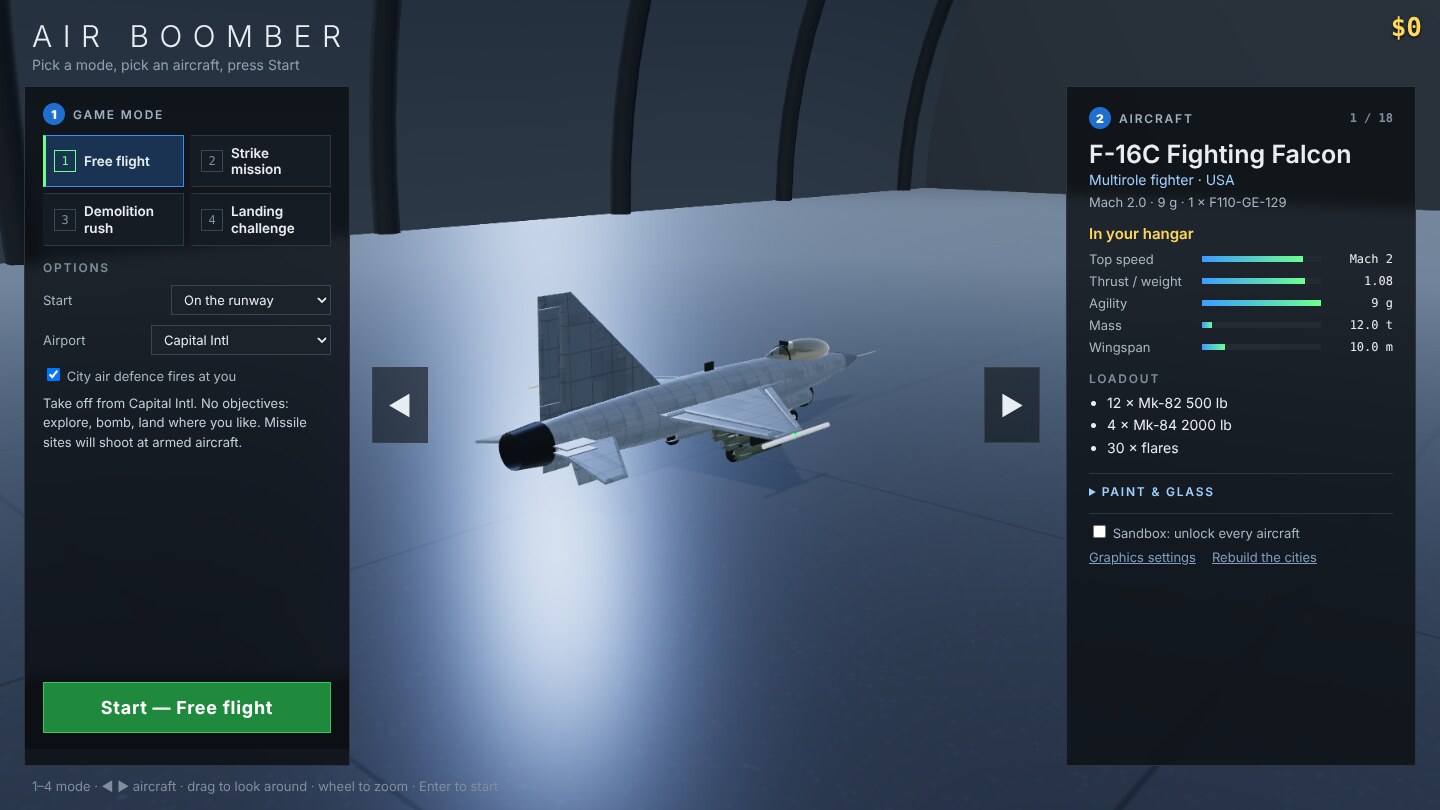 AIR BOOMBER
Pick a mode, pick an aircraft, press Start
$0
1 GAME MODE
1 Free flight
2 Strike mission
3 Demolition rush
4 Landing challenge
OPTIONS
Start On the runway
Airport Capital Intl
City air defence fires at you
Take off from Capital Intl. No objectives:
explore, bomb, land where you like. Missile
sites will shoot at armed aircraft.
Start — Free flight
1–4 mode · ◀ ▶ aircraft · drag to look around · wheel to zoom · Enter to start
2 AIRCRAFT 1 / 18
F-16C Fighting Falcon
Multirole fighter · USA
Mach 2.0 · 9 g · 1 × F110-GE-129
In your hangar
Top speed Mach 2
Thrust / weight 1.08
Agility 9 g
Mass 12.0 t
Wingspan 10.0 m
LOADOUT
• 12 × Mk-82 500 lb
• 4 × Mk-84 2000 lb
• 30 × flares
▶ PAINT & GLASS
Sandbox: unlock every aircraft
Graphics settings Rebuild the cities